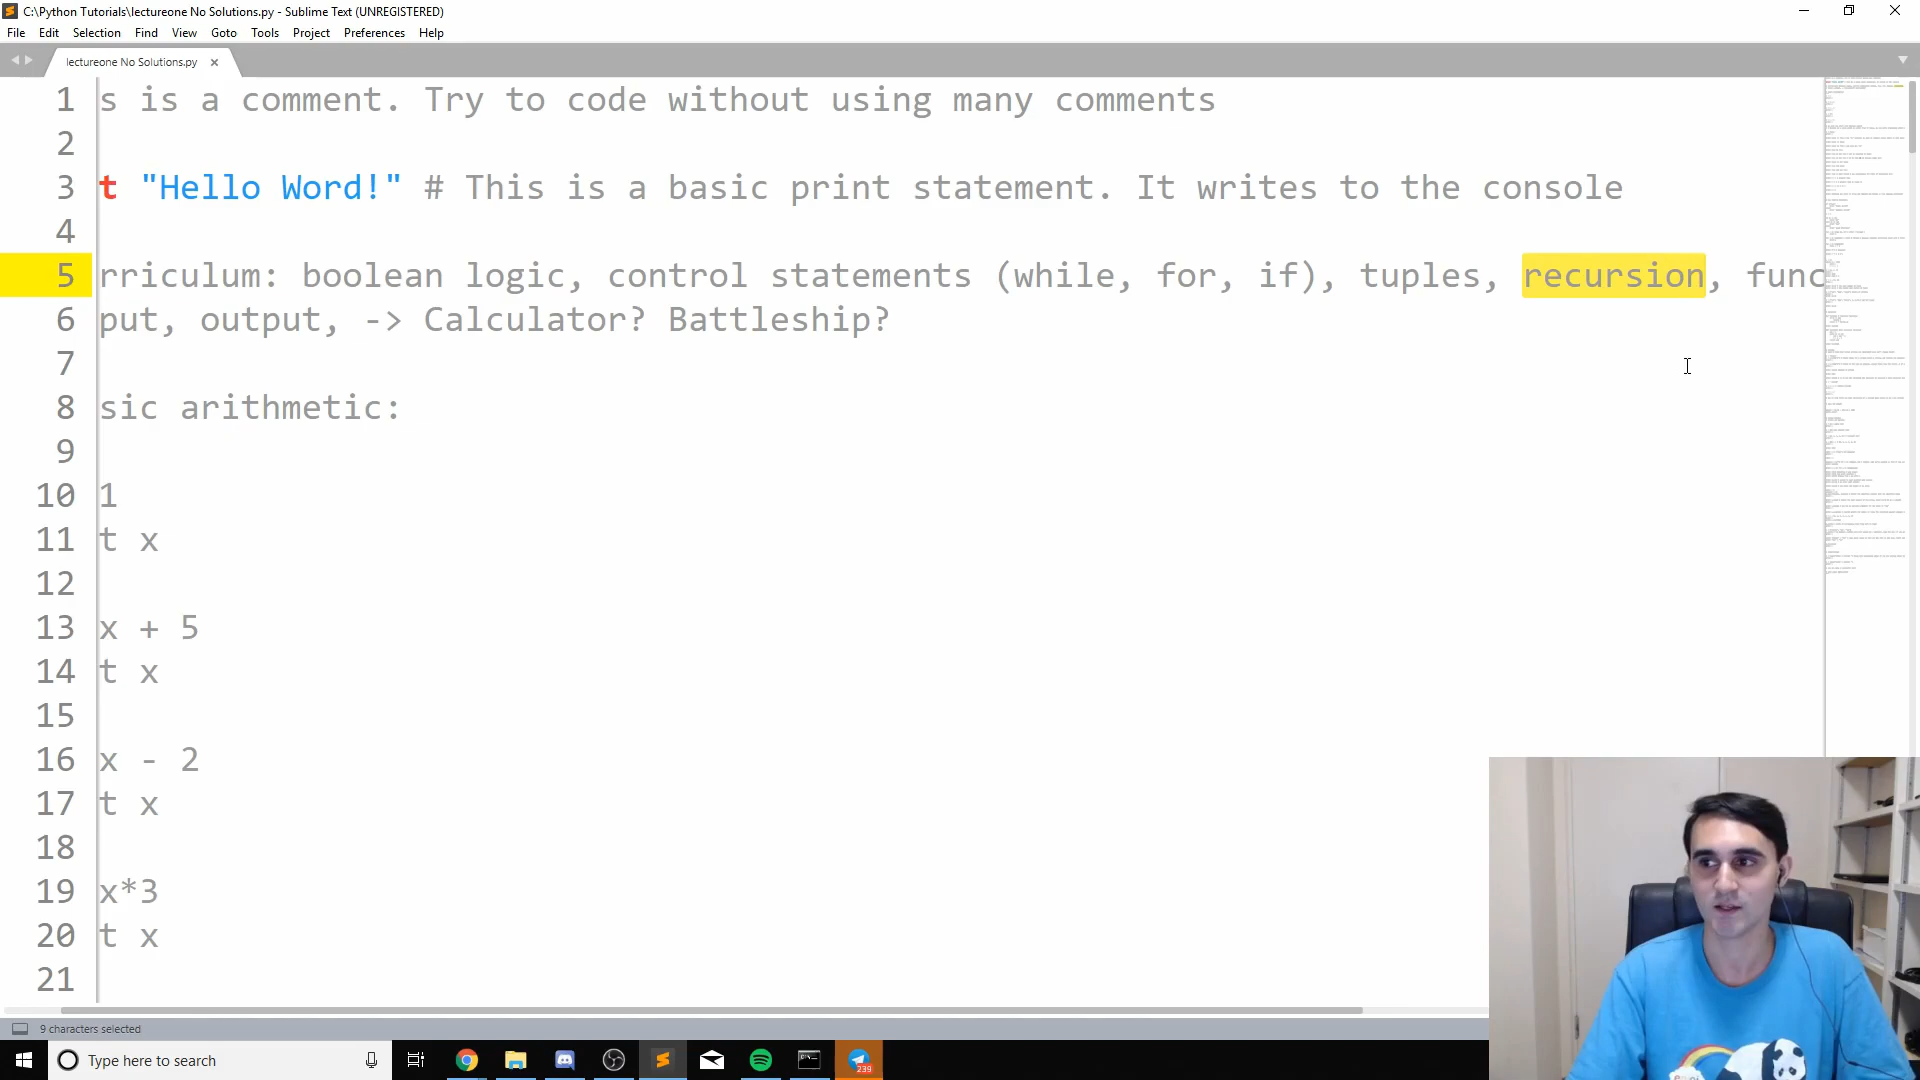 C:\Python Tutorials\lectureone No Solutions.py - Sublime Text (UNREGISTERED)
File Edit Selection Find View Goto Tools Project Preferences Help
lectureone No Solutions.py
1 s is a comment. Try to code without using many comments
2
3 t "Hello Word!" # This is a basic print statement. It writes to the console
4
5 rriculum: boolean logic, control statements (while, for, if), tuples, recursion, func
6 put, output, -> Calculator? Battleship?
7
8 sic arithmetic:
9
10 1
11 t x
12
13 x + 5
14 t x
15
16 x - 2
17 t x
18
19 x*3
20 t x
21
9 characters selected
Type here to search
239